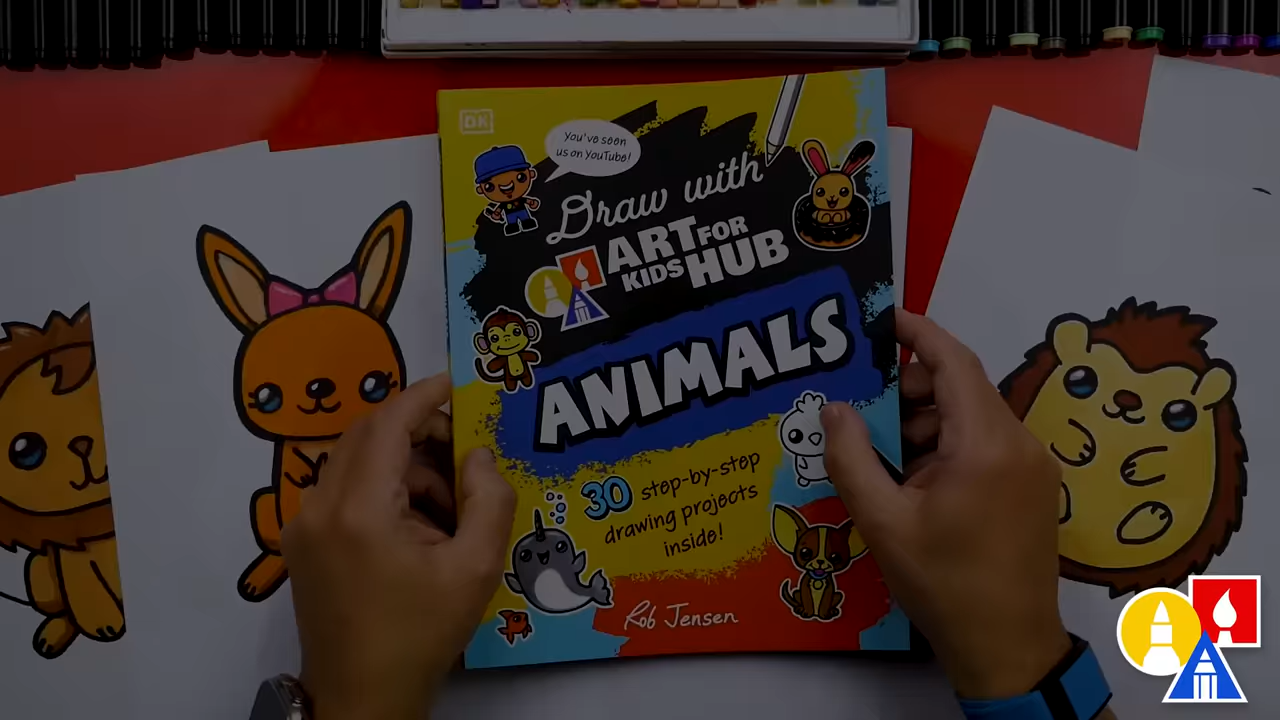 DK
You've seen
us on YouTube!
Draw with
ART FOR
KIDS HUB
ANIMALS
30 step-by-step
drawing projects
inside!
Rob Jensen